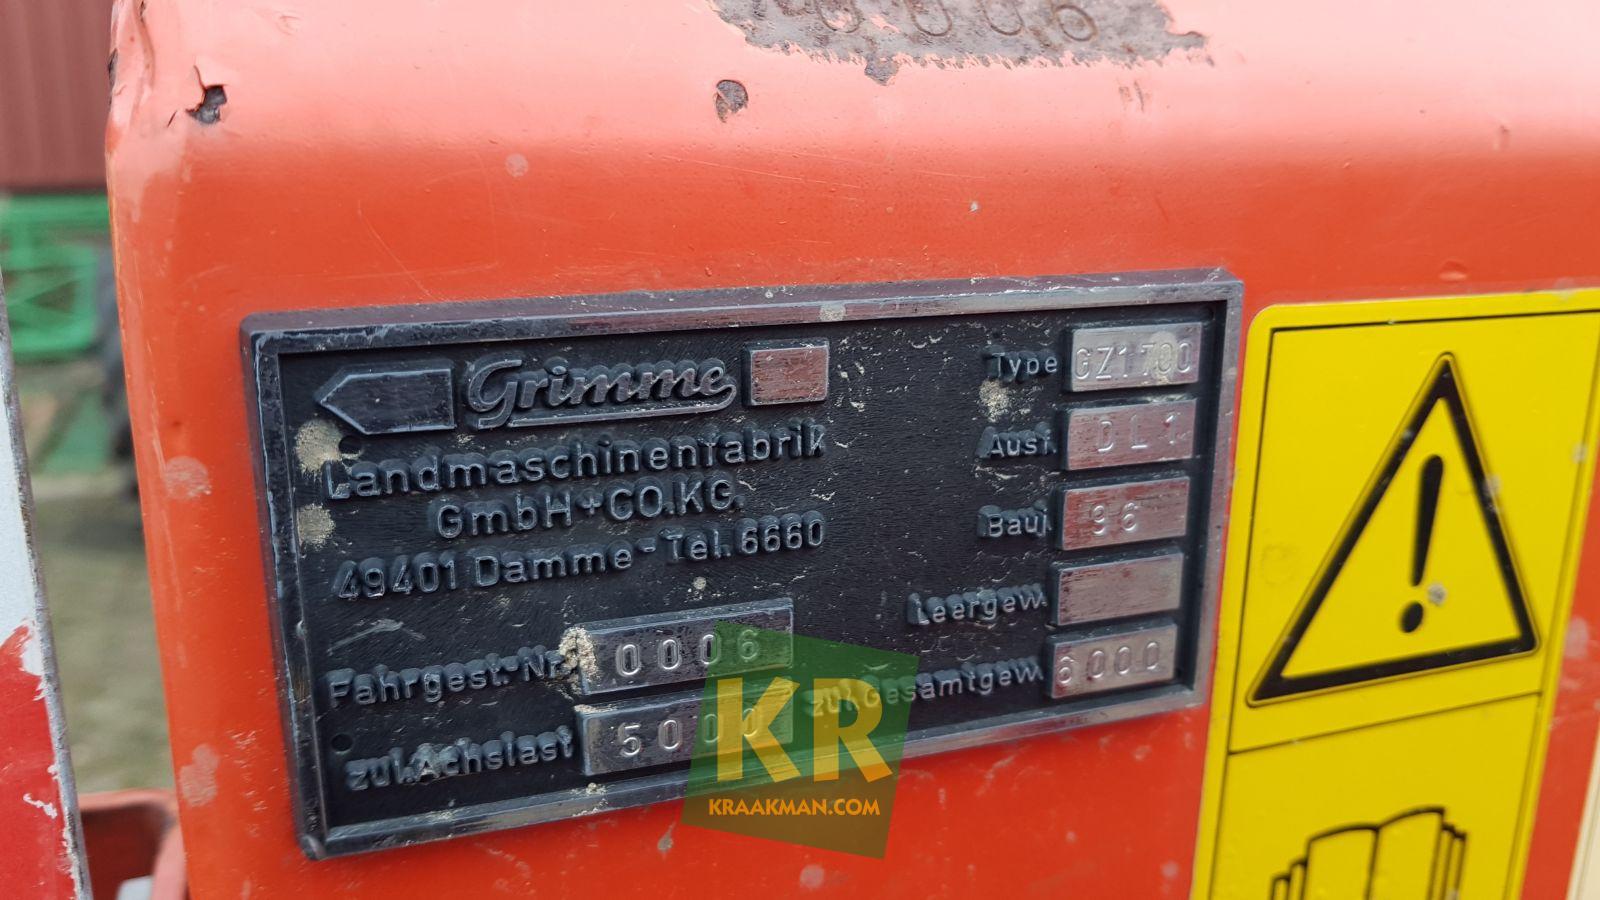 0006
Grimme
Landmaschinenfabrik
GmbH+CO.KG.
49401 Damme - Tel. 6660
Fahrgest. Nr. 0006
zul. Achslast 5000
Type GZ1700
Ausf. DL1
Bauj. 96
Leergew.
zul. Gesamtgew. 6000
KR
KRAAKMAN.COM